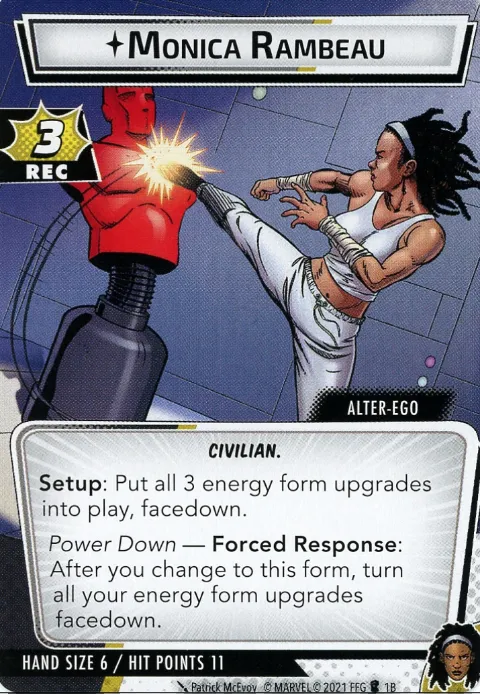 MONICA RAMBEAU
3
REC
ALTER-EGO
CIVILIAN.
Setup: Put all 3 energy form upgrades
into play, facedown.
Power Down — Forced Response:
After you change to this form, turn
all your energy form upgrades
facedown.
HAND SIZE 6 / HIT POINTS 11
Patrick McEvoy © MARVEL © 2021 FFG 1B